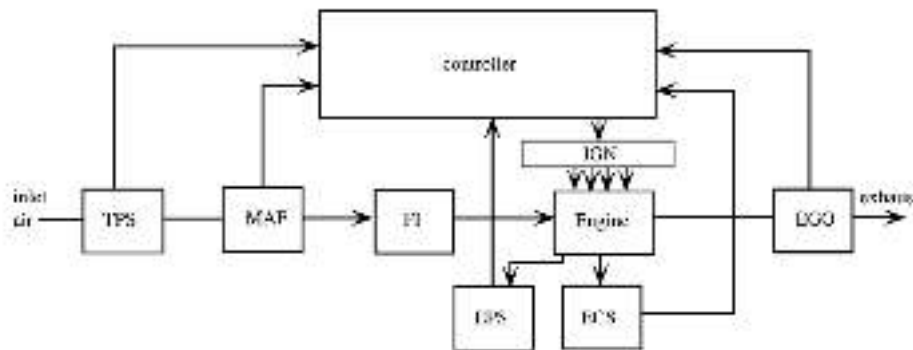 controller
IGN
inlet
air
TPS
MAF
FI
Engine
EGO
exhaust
EPS
ECS